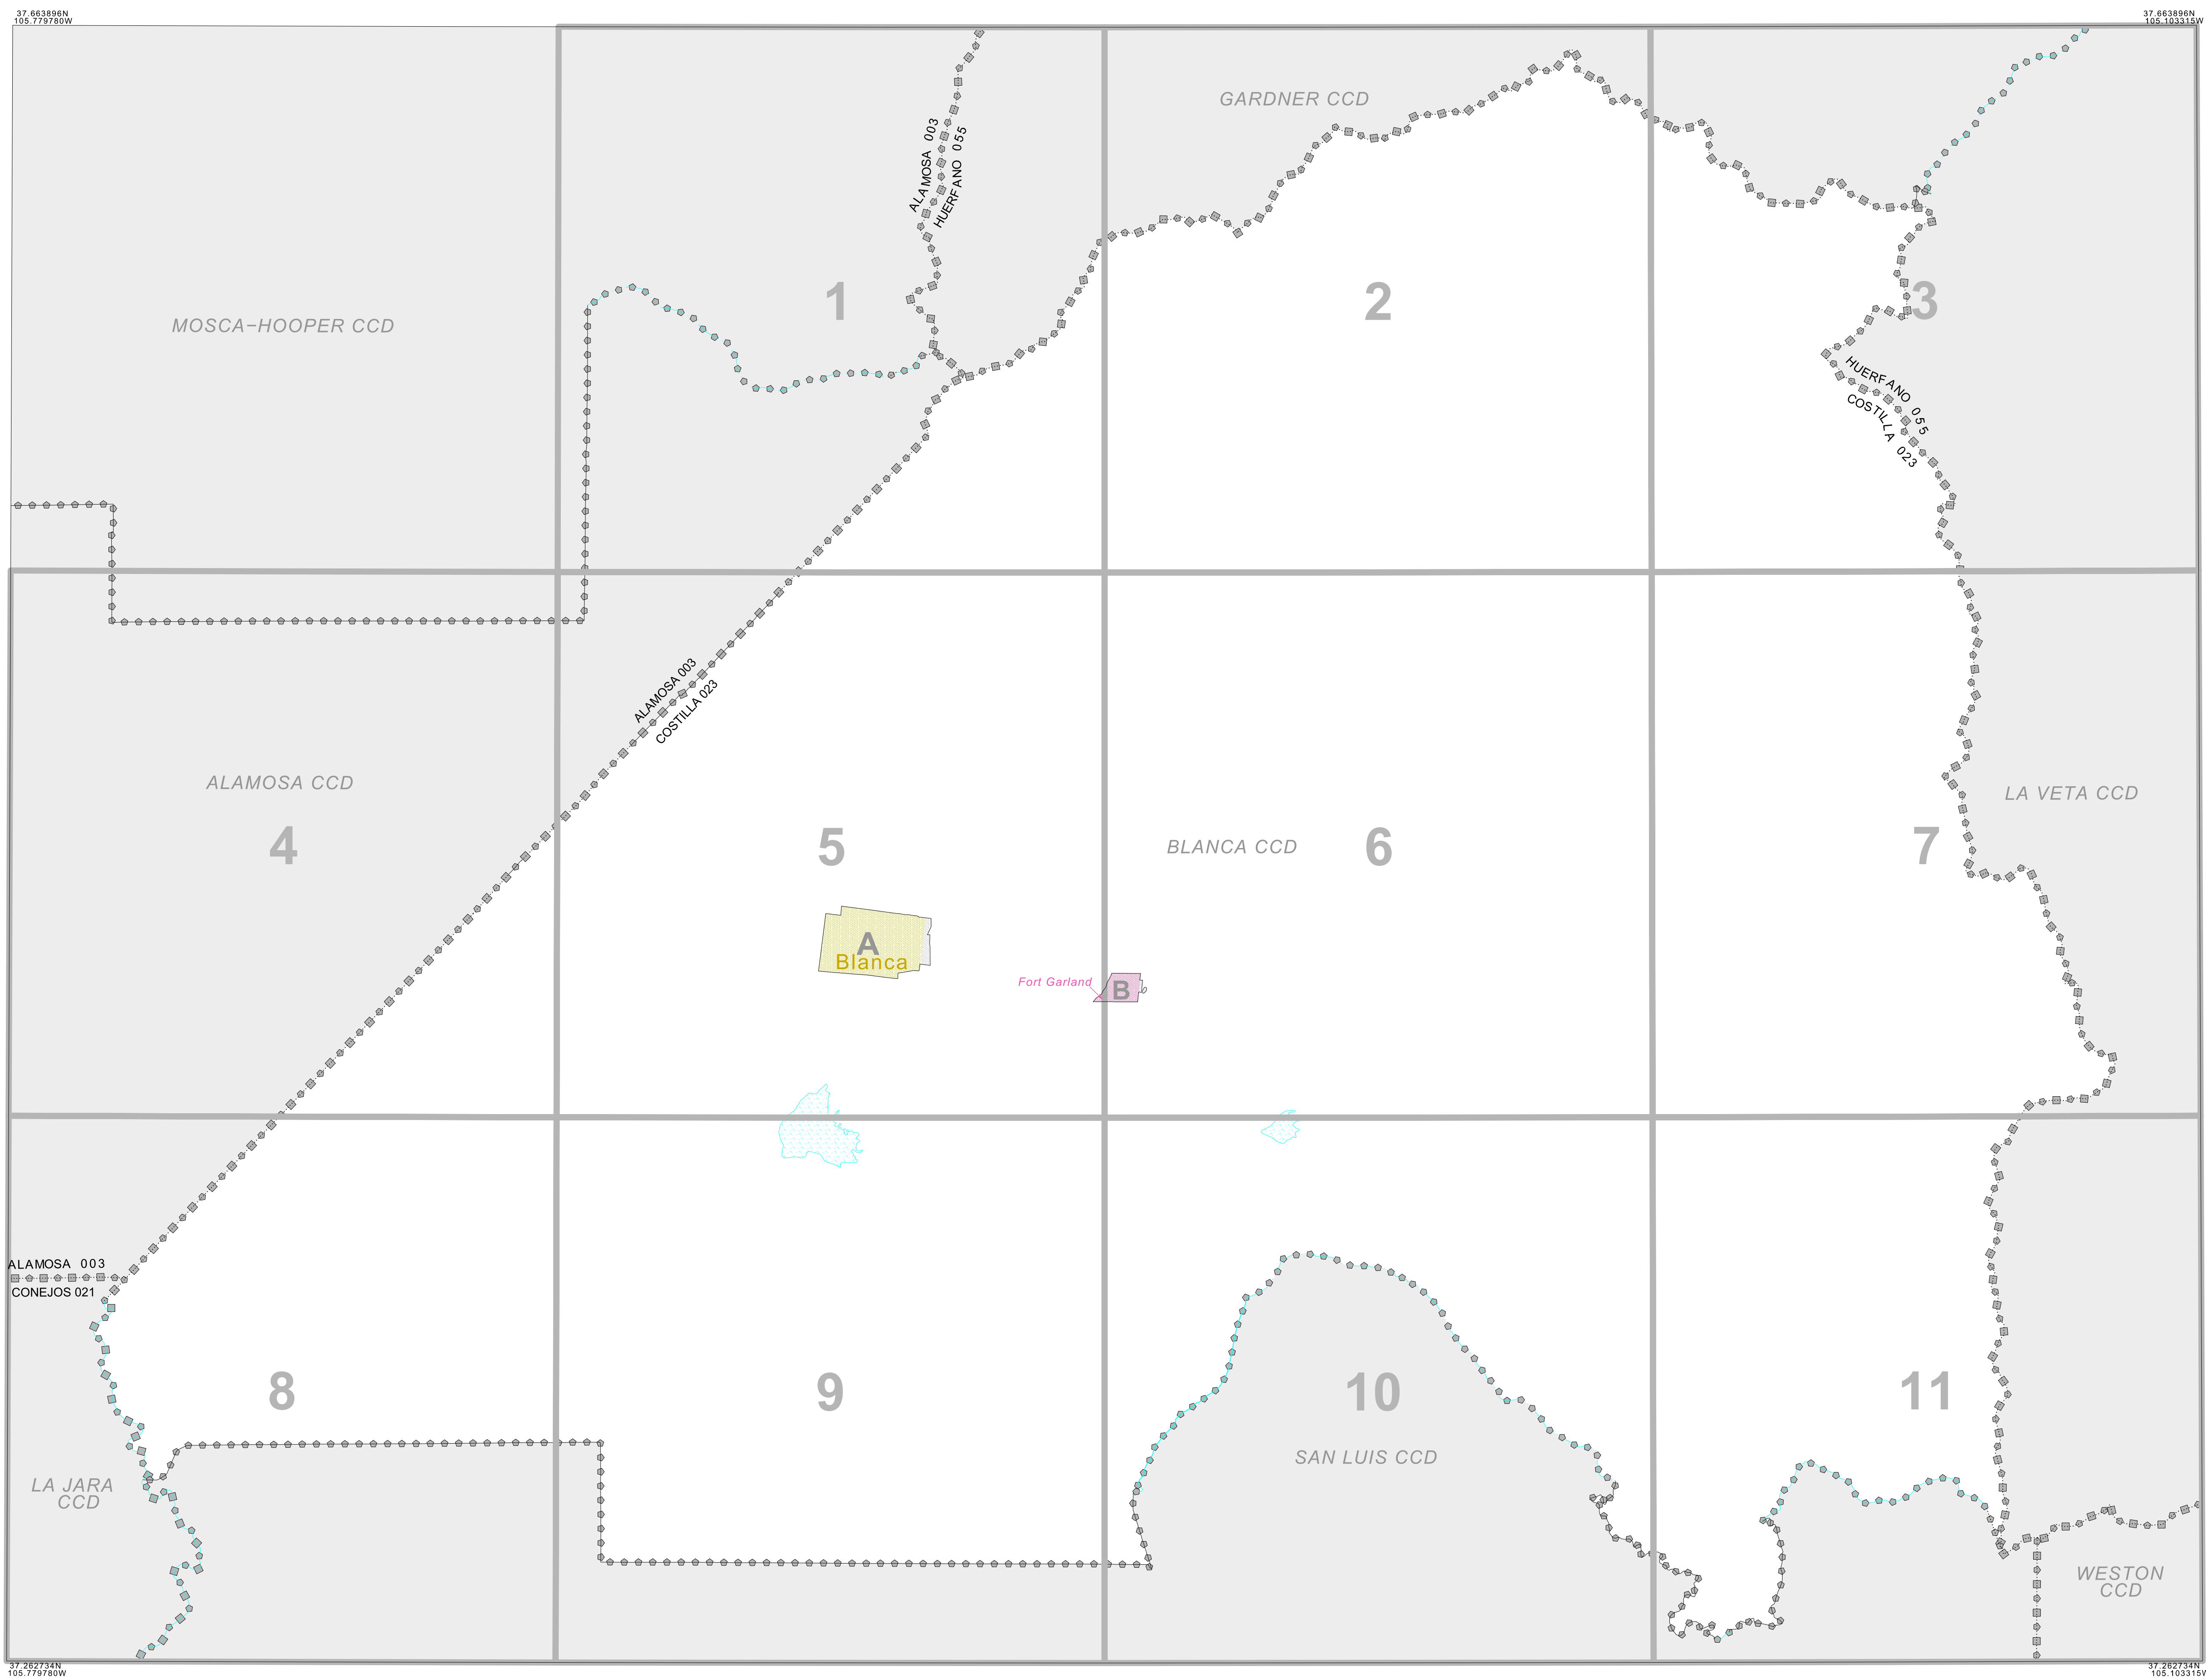 37.663896N
105.779780W
37.663896N
105.103315W
GARDNER CCD
ALAMOSA 003
HUERFANO 055
1
2
3
MOSCA-HOOPER CCD
HUERFANO 055
COSTILLA 023
ALAMOSA 003
COSTILLA 023
ALAMOSA CCD
LA VETA CCD
4
5
BLANCA CCD
6
7
A
Blanca
Fort Garland
B
ALAMOSA 003
CONEJOS 021
8
9
10
11
SAN LUIS CCD
LA JARA
CCD
WESTON
CCD
37.262734N
105.779780W
37.262734N
105.103315W